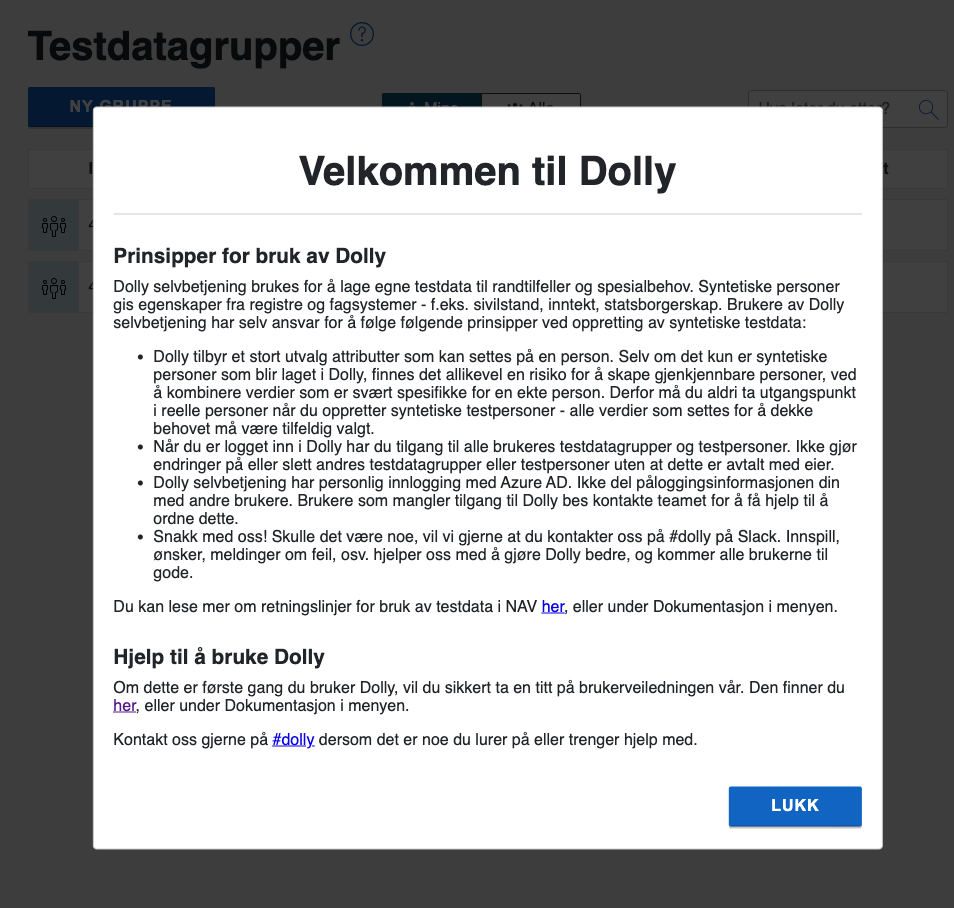 Testdatagrupper ?
NY GRUPPE
Mine
Alle
Hva leter du etter?
Velkommen til Dolly
Prinsipper for bruk av Dolly
Dolly selvbetjening brukes for å lage egne testdata til randtilfeller og spesialbehov. Syntetiske personer
gis egenskaper fra registre og fagsystemer - f.eks. sivilstand, inntekt, statsborgerskap. Brukere av Dolly
selvbetjening har selv ansvar for å følge følgende prinsipper ved oppretting av syntetiske testdata:
• Dolly tilbyr et stort utvalg attributter som kan settes på en person. Selv om det kun er syntetiske
personer som blir laget i Dolly, finnes det allikevel en risiko for å skape gjenkjennbare personer, ved
å kombinere verdier som er svært spesifikke for en ekte person. Derfor må du aldri ta utgangspunkt
i reelle personer når du oppretter syntetiske testpersoner - alle verdier som settes for å dekke
behovet må være tilfeldig valgt.
• Når du er logget inn i Dolly har du tilgang til alle brukeres testdatagrupper og testpersoner. Ikke gjør
endringer på eller slett andres testdatagrupper eller testpersoner uten at dette er avtalt med eier.
• Dolly selvbetjening har personlig innlogging med Azure AD. Ikke del påloggingsinformasjonen din
med andre brukere. Brukere som mangler tilgang til Dolly bes kontakte teamet for å få hjelp til å
ordne dette.
• Snakk med oss! Skulle det være noe, vil vi gjerne at du kontakter oss på #dolly på Slack. Innspill,
ønsker, meldinger om feil, osv. hjelper oss med å gjøre Dolly bedre, og kommer alle brukerne til
gode.
Du kan lese mer om retningslinjer for bruk av testdata i NAV her, eller under Dokumentasjon i menyen.
Hjelp til å bruke Dolly
Om dette er første gang du bruker Dolly, vil du sikkert ta en titt på brukerveiledningen vår. Den finner du
her, eller under Dokumentasjon i menyen.
Kontakt oss gjerne på #dolly dersom det er noe du lurer på eller trenger hjelp med.
LUKK